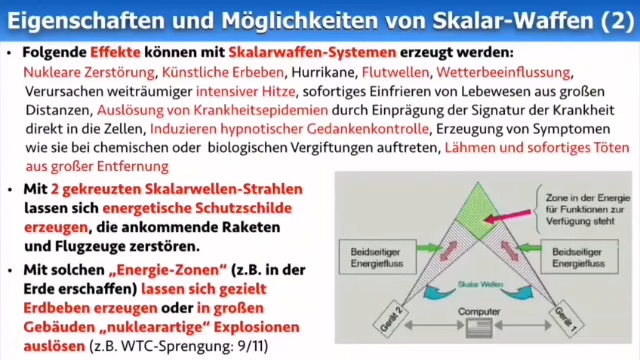 Eigenschaften und Möglichkeiten von Skalar-Waffen (2)
• Folgende Effekte können mit Skalarwaffen-Systemen erzeugt werden:
Nukleare Zerstörung, Künstliche Erbeben, Hurrikane, Flutwellen, Wetterbeeinflussung,
Verursachen weiträumiger intensiver Hitze, sofortiges Einfrieren von Lebewesen aus großen
Distanzen, Auslösung von Krankheitsepidemien durch Einprägung der Signatur der Krankheit
direkt in die Zellen, Induzieren hypnotischer Gedankenkontrolle, Erzeugung von Symptomen
wie sie bei chemischen oder biologischen Vergiftungen auftreten, Lähmen und sofortiges Töten
aus großer Entfernung
• Mit 2 gekreuzten Skalarwellen-Strahlen
lassen sich energetische Schutzschilde
erzeugen, die ankommende Raketen
und Flugzeuge zerstören.
• Mit solchen „Energie-Zonen“ (z.B. in der
Erde erschaffen) lassen sich gezielt
Erdbeben erzeugen oder in großen
Gebäuden „nuklearartige“ Explosionen
auslösen (z.B. WTC-Sprengung: 9/11)
Zone in der Energie
für Funktionen zur
Verfügung steht
Beidseitiger
Energiefluss
Beidseitiger
Energiefluss
Skalar Wellen
Gerät 2
Computer
Gerät 1